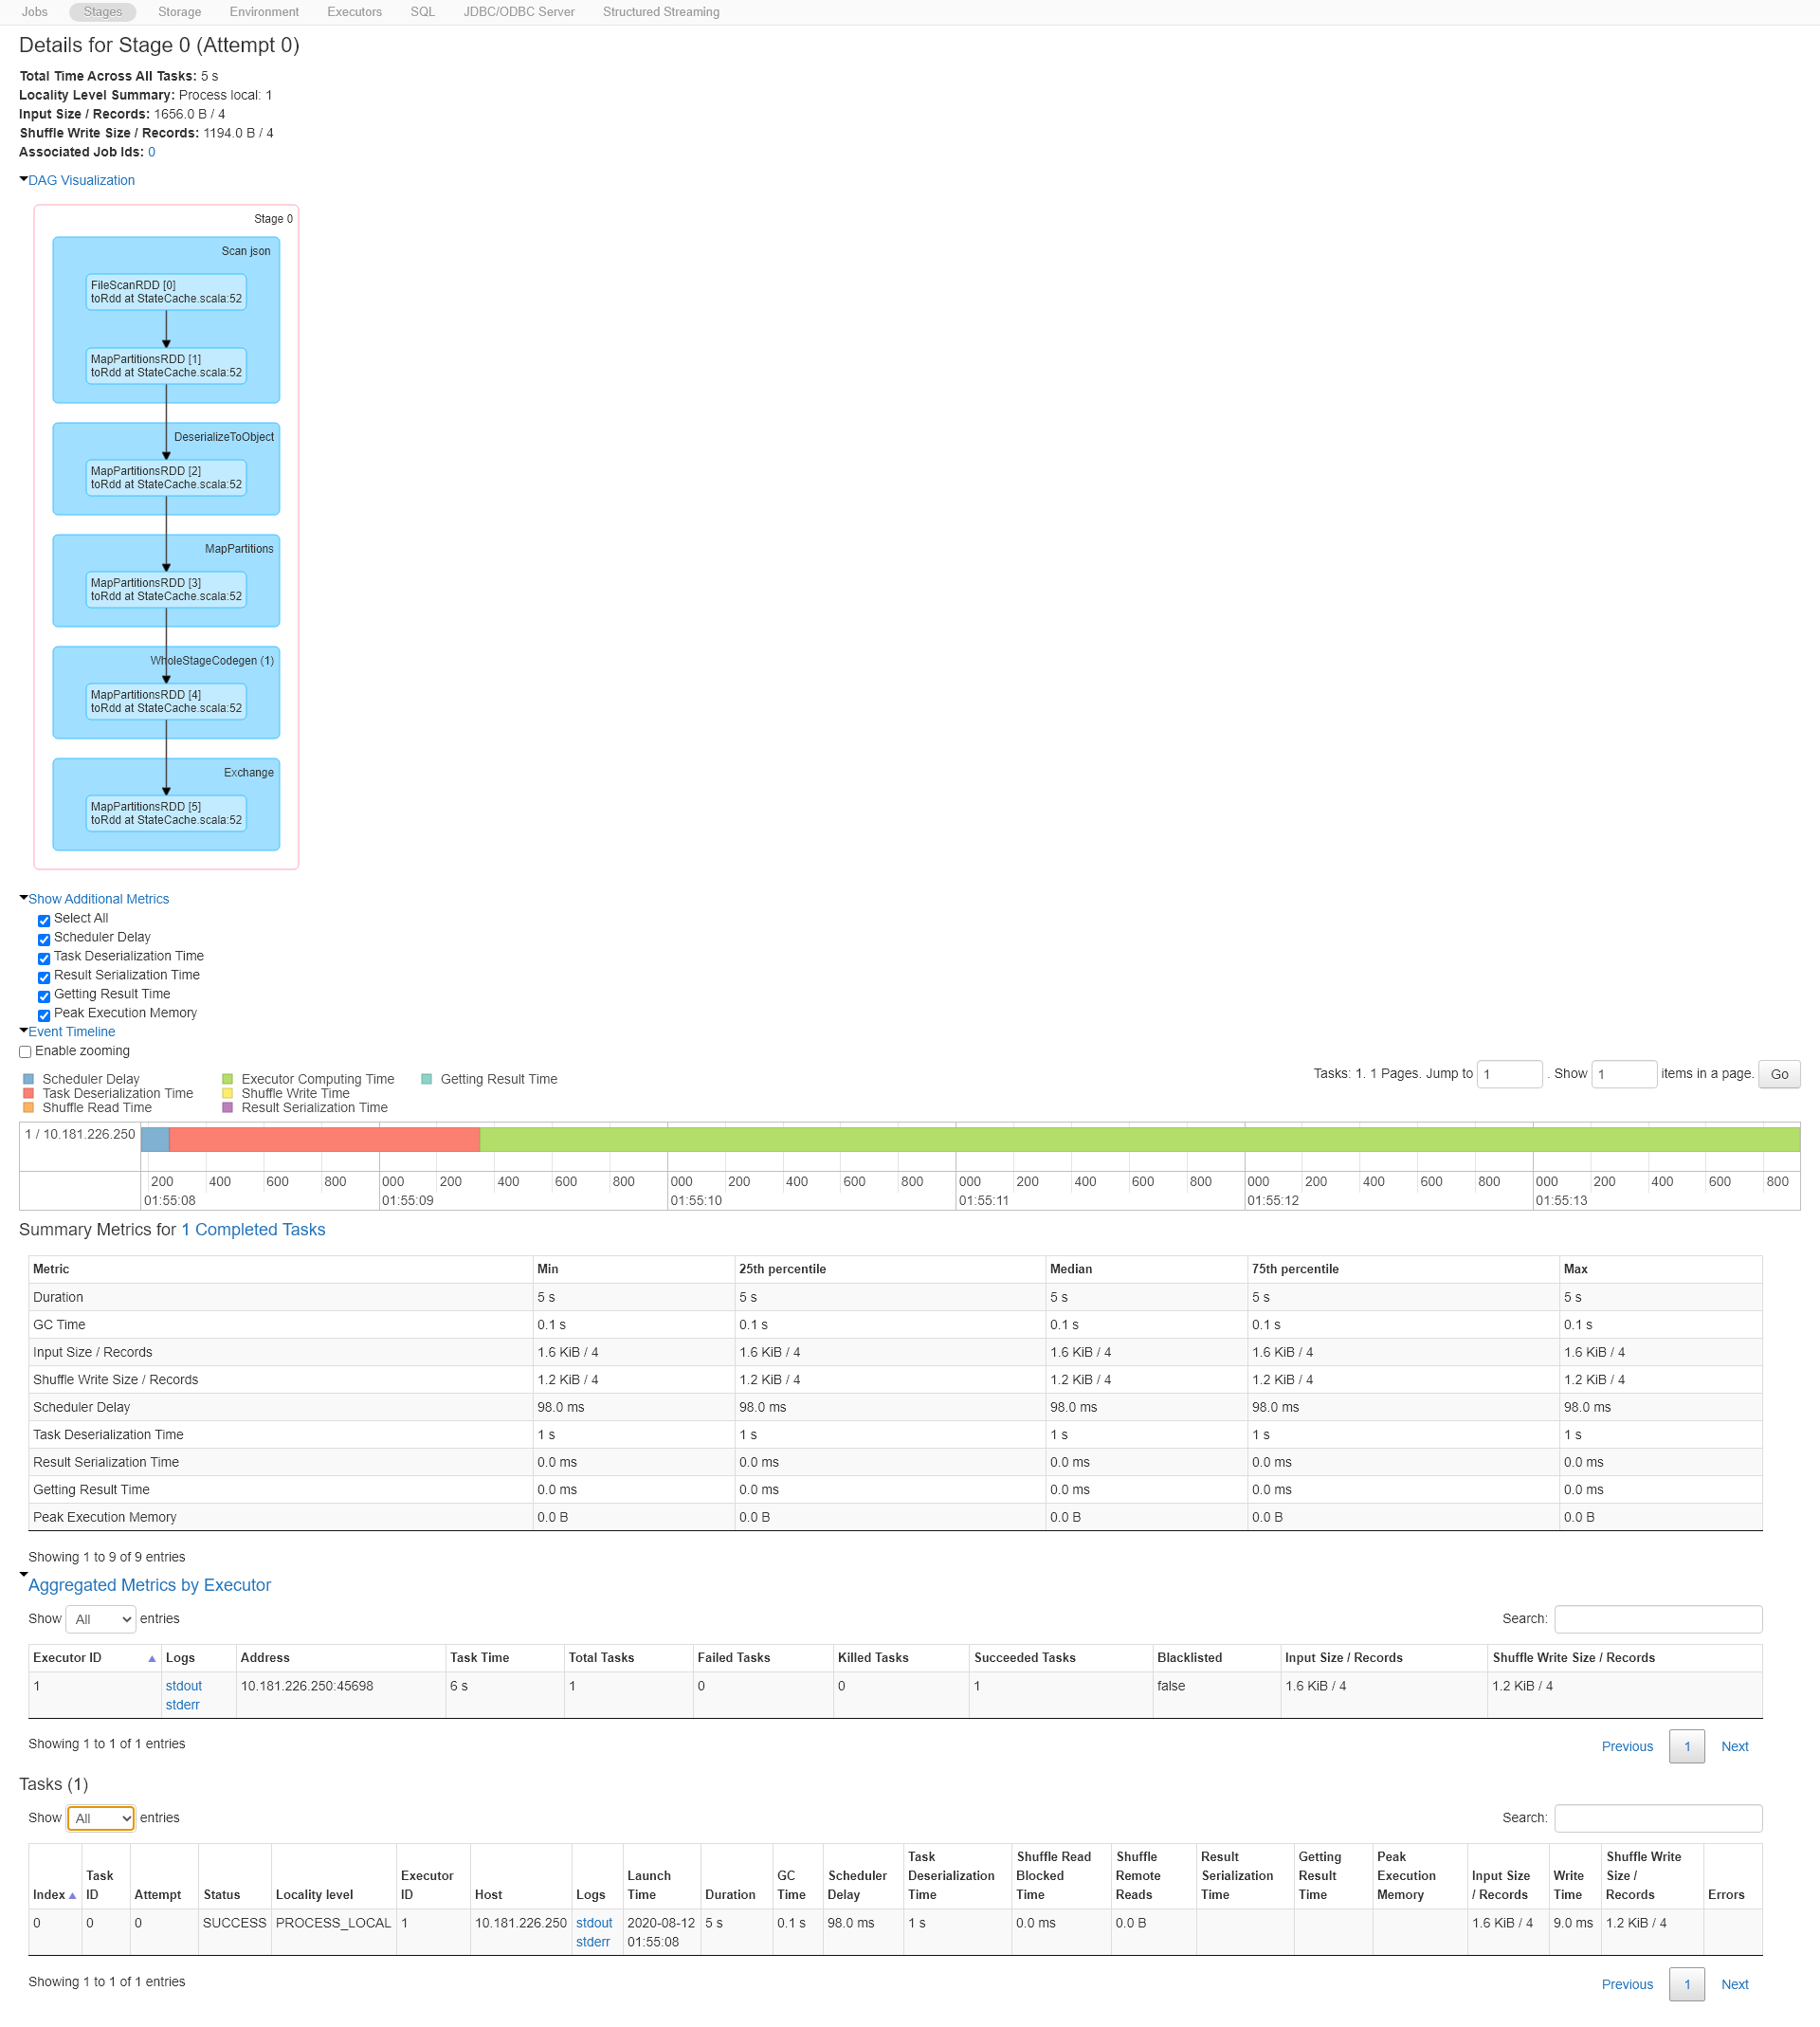 Jobs Stages Storage Environment Executors SQL JDBC/ODBC Server Structured Streaming
Details for Stage 0 (Attempt 0)
Total Time Across All Tasks: 5 s
Locality Level Summary: Process local: 1
Input Size / Records: 1656.0 B / 4
Shuffle Write Size / Records: 1194.0 B / 4
Associated Job Ids: 0
DAG Visualization
Stage 0
Scan json
FileScanRDD [0]
toRdd at StateCache.scala:52
MapPartitionsRDD [1]
toRdd at StateCache.scala:52
DeserializeToObject
MapPartitionsRDD [2]
toRdd at StateCache.scala:52
MapPartitions
MapPartitionsRDD [3]
toRdd at StateCache.scala:52
WholeStageCodegen (1)
MapPartitionsRDD [4]
toRdd at StateCache.scala:52
Exchange
MapPartitionsRDD [5]
toRdd at StateCache.scala:52
Show Additional Metrics
Select All
Scheduler Delay
Task Deserialization Time
Result Serialization Time
Getting Result Time
Peak Execution Memory
Event Timeline
Enable zooming
Tasks: 1. 1 Pages. Jump to 1 . Show 1 items in a page. Go
Scheduler Delay Executor Computing Time Getting Result Time
Task Deserialization Time Shuffle Write Time
Shuffle Read Time Result Serialization Time
1 / 10.181.226.250
200 400 600 800 000 200 400 600 800 000 200 400 600 800 000 200 400 600 800 000 200 400 600 800 000 200 400 600 800
01:55:08 01:55:09 01:55:10 01:55:11 01:55:12 01:55:13
Summary Metrics for 1 Completed Tasks
Metric Min 25th percentile Median 75th percentile Max
Duration 5 s 5 s 5 s 5 s 5 s
GC Time 0.1 s 0.1 s 0.1 s 0.1 s 0.1 s
Input Size / Records 1.6 KiB / 4 1.6 KiB / 4 1.6 KiB / 4 1.6 KiB / 4 1.6 KiB / 4
Shuffle Write Size / Records 1.2 KiB / 4 1.2 KiB / 4 1.2 KiB / 4 1.2 KiB / 4 1.2 KiB / 4
Scheduler Delay 98.0 ms 98.0 ms 98.0 ms 98.0 ms 98.0 ms
Task Deserialization Time 1 s 1 s 1 s 1 s 1 s
Result Serialization Time 0.0 ms 0.0 ms 0.0 ms 0.0 ms 0.0 ms
Getting Result Time 0.0 ms 0.0 ms 0.0 ms 0.0 ms 0.0 ms
Peak Execution Memory 0.0 B 0.0 B 0.0 B 0.0 B 0.0 B
Showing 1 to 9 of 9 entries
Aggregated Metrics by Executor
Show All entries Search:
Executor ID Logs Address Task Time Total Tasks Failed Tasks Killed Tasks Succeeded Tasks Blacklisted Input Size / Records Shuffle Write Size / Records
1 stdout 10.181.226.250:45698 6 s 1 0 0 1 false 1.6 KiB / 4 1.2 KiB / 4
stderr
Showing 1 to 1 of 1 entries Previous 1 Next
Tasks (1)
Show All entries Search:
Task Shuffle Read Shuffle Result Getting Peak Shuffle Write
Task Executor Launch GC Scheduler Deserialization Blocked Remote Serialization Result Execution Input Size Write Size /
Index ID Attempt Status Locality level ID Host Logs Time Duration Time Delay Time Time Reads Time Time Memory / Records Time Records Errors
0 0 0 SUCCESS PROCESS_LOCAL 1 10.181.226.250 stdout 2020-08-12 5 s 0.1 s 98.0 ms 1 s 0.0 ms 0.0 B 1.6 KiB / 4 9.0 ms 1.2 KiB / 4
stderr 01:55:08
Showing 1 to 1 of 1 entries Previous 1 Next